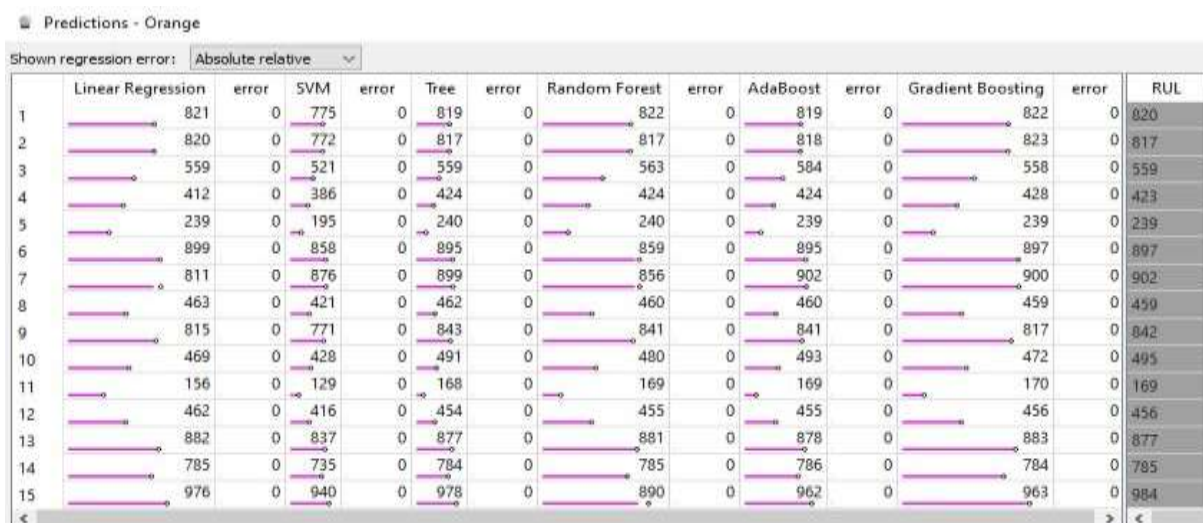 Predictions - Orange
Shown regression error: Absolute relative
Linear Regression error SVM error Tree error Random Forest error AdaBoost error Gradient Boosting error RUL
1 821 0 775 0 819 0 822 0 819 0 822 0 820
2 820 0 772 0 817 0 817 0 818 0 823 0 817
3 559 0 521 0 559 0 563 0 584 0 558 0 559
4 412 0 386 0 424 0 424 0 424 0 428 0 423
5 239 0 195 0 240 0 240 0 239 0 239 0 239
6 899 0 858 0 895 0 859 0 895 0 897 0 897
7 811 0 876 0 899 0 856 0 902 0 900 0 902
8 463 0 421 0 462 0 460 0 460 0 459 0 459
9 815 0 771 0 843 0 841 0 841 0 817 0 842
10 469 0 428 0 491 0 480 0 493 0 472 0 495
11 156 0 129 0 168 0 169 0 169 0 170 0 169
12 462 0 416 0 454 0 455 0 455 0 456 0 456
13 882 0 837 0 877 0 881 0 878 0 883 0 877
14 785 0 735 0 784 0 785 0 786 0 784 0 785
15 976 0 940 0 978 0 890 0 962 0 963 0 984